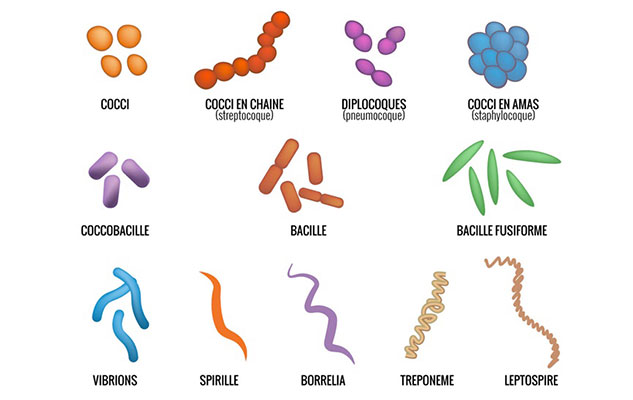 COCCI
COCCI EN CHAINE
(streptocoque)
DIPLOCOQUES
(pneumocoque)
COCCI EN AMAS
(staphylocoque)
COCCOBACILLE
BACILLE
BACILLE FUSIFORME
VIBRIONS
SPIRILLE
BORRELIA
TREPONEME
LEPTOSPIRE